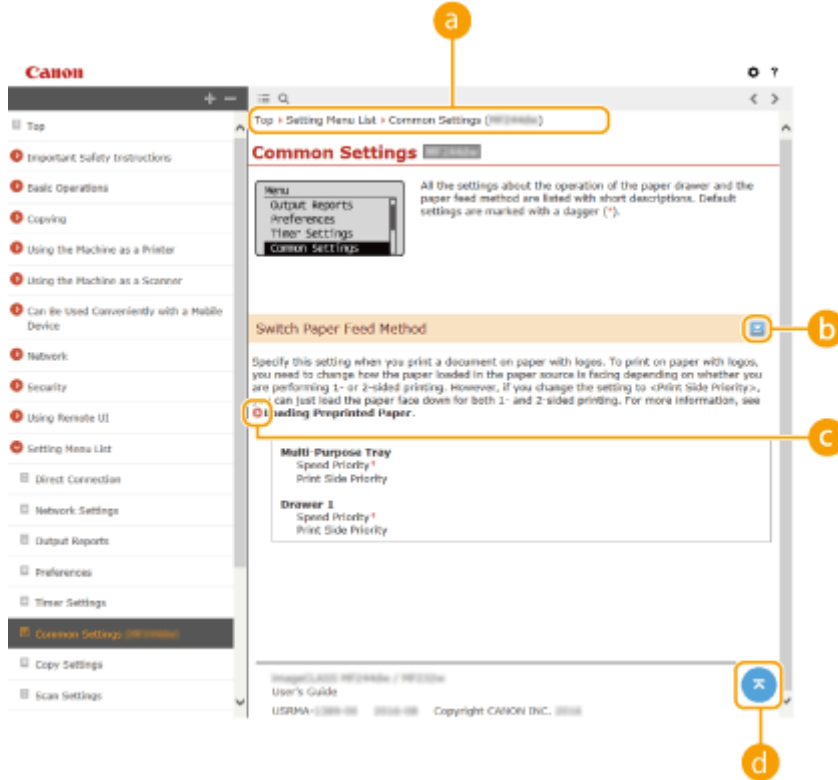 a
Canon
?
+ −
< >
Top
Important Safety Instructions
Basic Operations
Copying
Using the Machine as a Printer
Using the Machine as a Scanner
Can Be Used Conveniently with a Mobile
Device
Network
Security
Using Remote UI
Setting Menu List
Direct Connection
Network Settings
Output Reports
Preferences
Timer Settings
Common Settings (
Copy Settings
Scan Settings
Top › Setting Menu List › Common Settings ( )
Common Settings
Menu
Output Reports
Preferences
Timer Settings
Common Settings
All the settings about the operation of the paper drawer and the
paper feed method are listed with short descriptions. Default
settings are marked with a dagger (*).
Switch Paper Feed Method
b
Specify this setting when you print a document on paper with logos. To print on paper with logos,
you need to change how the paper loaded in the paper source is facing depending on whether you
are performing 1- or 2-sided printing. However, if you change the setting to <Print Side Priority>,
can just load the paper face down for both 1- and 2-sided printing. For more information, see
Loading Preprinted Paper.
c
Multi-Purpose Tray
Speed Priority*
Print Side Priority
Drawer 1
Speed Priority*
Print Side Priority
User's Guide
USRMA- Copyright CANON INC.
d